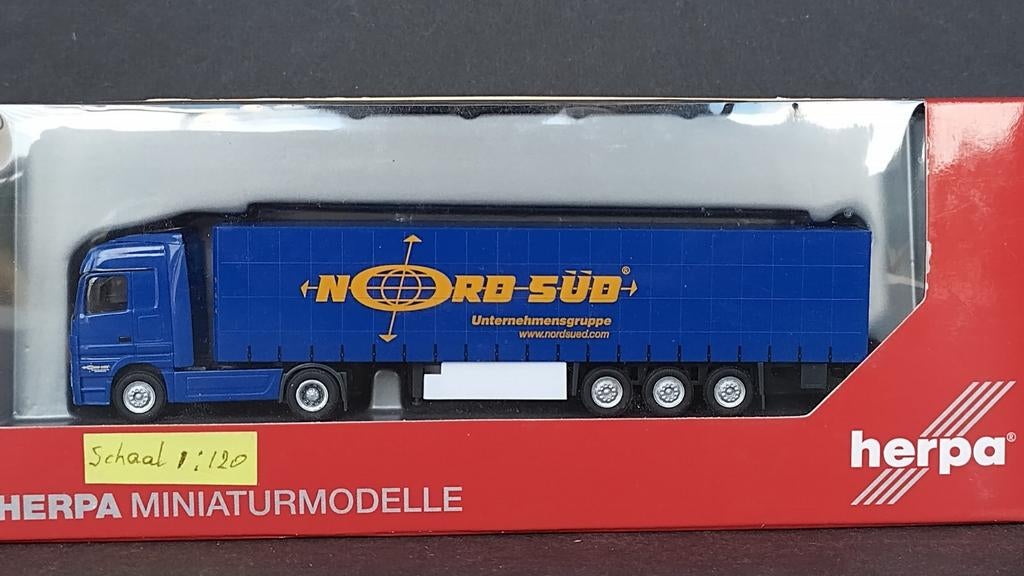 NORD SÜD®
Unternehmensgruppe
www.nordsued.com
Schaal 1:120
HERPA MINIATURMODELLE
herpa®